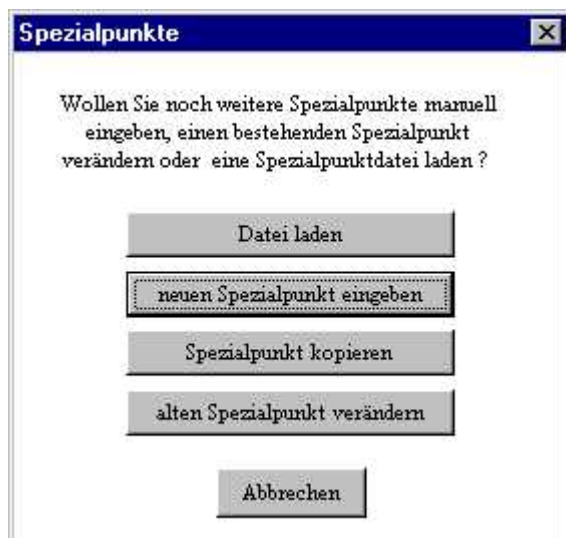 Spezialpunkte
Wollen Sie noch weitere Spezialpunkte manuell
eingeben, einen bestehenden Spezialpunkt
verändern oder eine Spezialpunktdatei laden ?
Datei laden
neuen Spezialpunkt eingeben
Spezialpunkt kopieren
alten Spezialpunkt verändern
Abbrechen